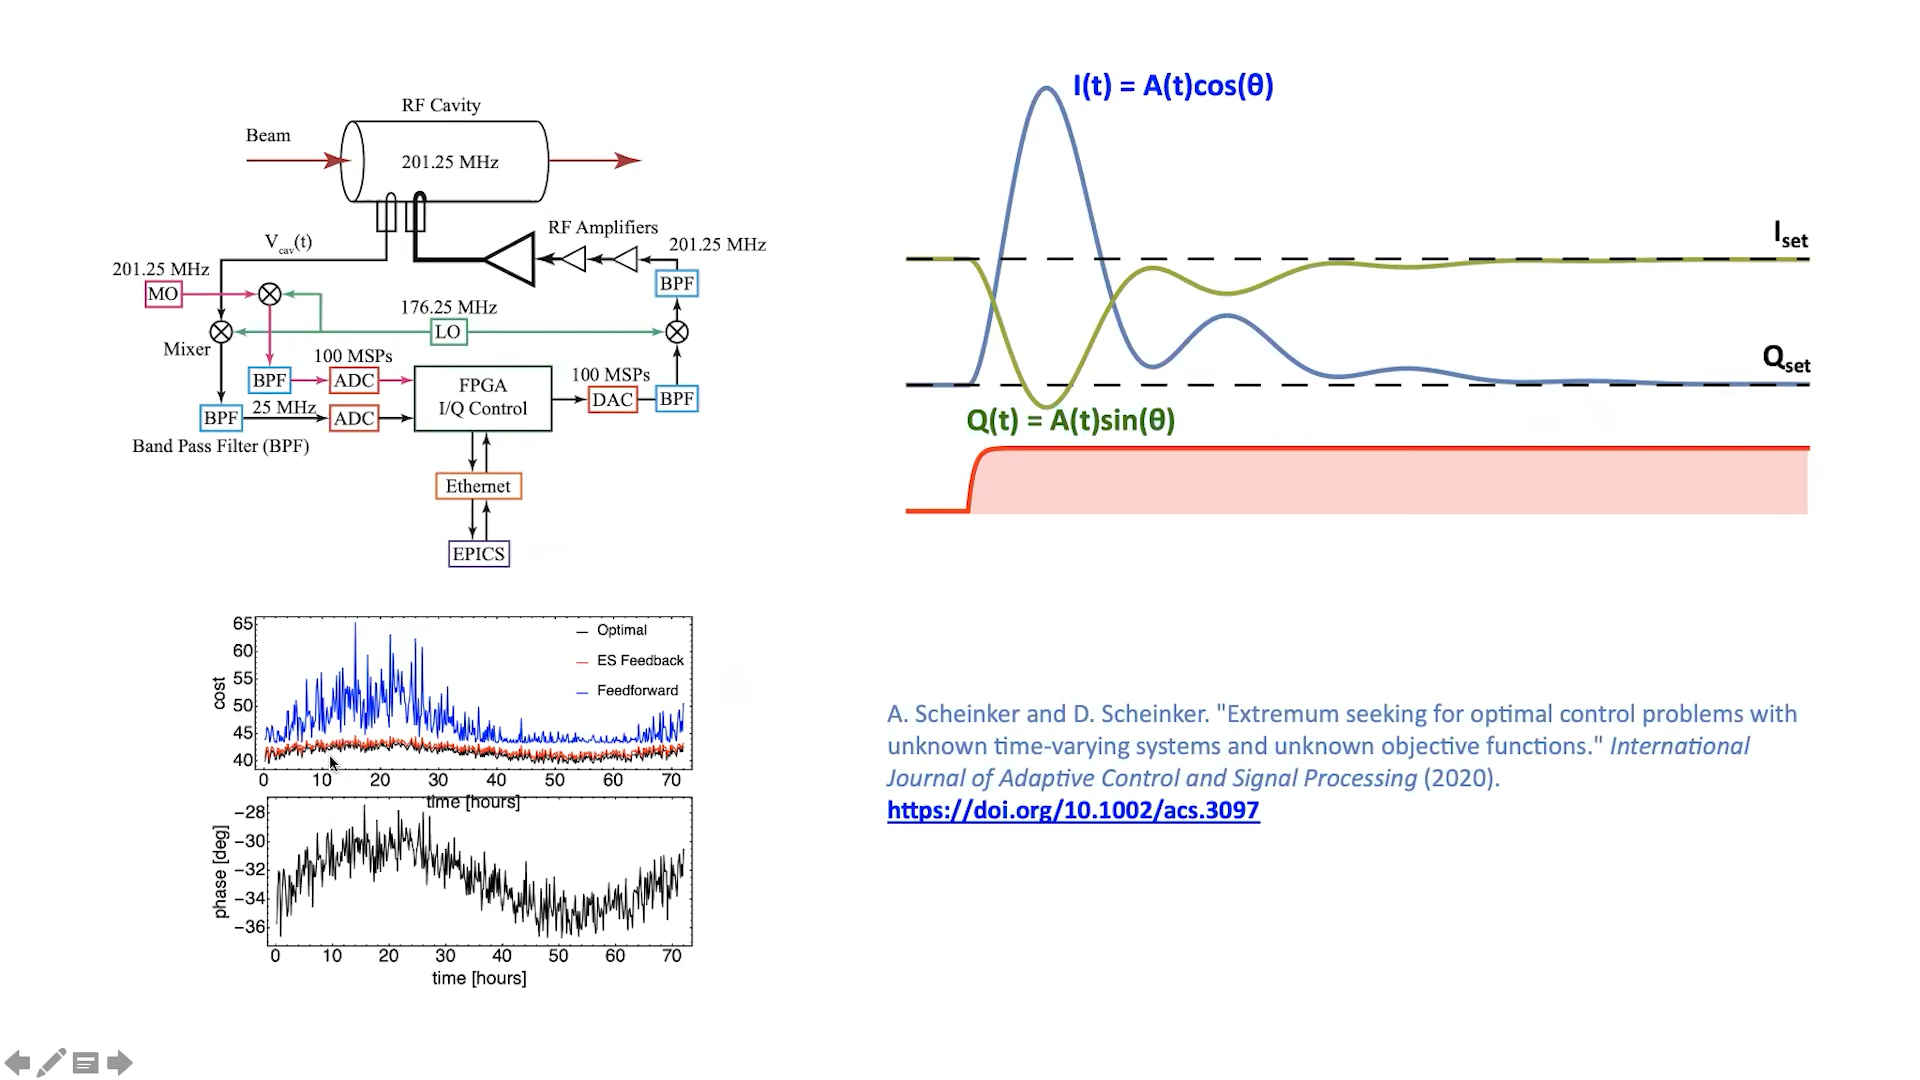 RF Cavity
Beam
201.25 MHz
RF Amplifiers
V_cav(t)
201.25 MHz
201.25 MHz
MO
BPF
176.25 MHz
LO
Mixer
100 MSPs
BPF
ADC
FPGA
I/Q Control
100 MSPs
DAC
BPF
BPF
25 MHz
ADC
Band Pass Filter (BPF)
Ethernet
EPICS
I(t) = A(t)cos(θ)
I_set
Q_set
Q(t) = A(t)sin(θ)
65
60
55
50
45
40
cost
Optimal
ES Feedback
Feedforward
0 10 20 30 40 50 60 70
time [hours]
−28
−30
−32
−34
−36
phase [deg]
0 10 20 30 40 50 60 70
time [hours]
A. Scheinker and D. Scheinker. "Extremum seeking for optimal control problems with
unknown time-varying systems and unknown objective functions." International
Journal of Adaptive Control and Signal Processing (2020).
https://doi.org/10.1002/acs.3097